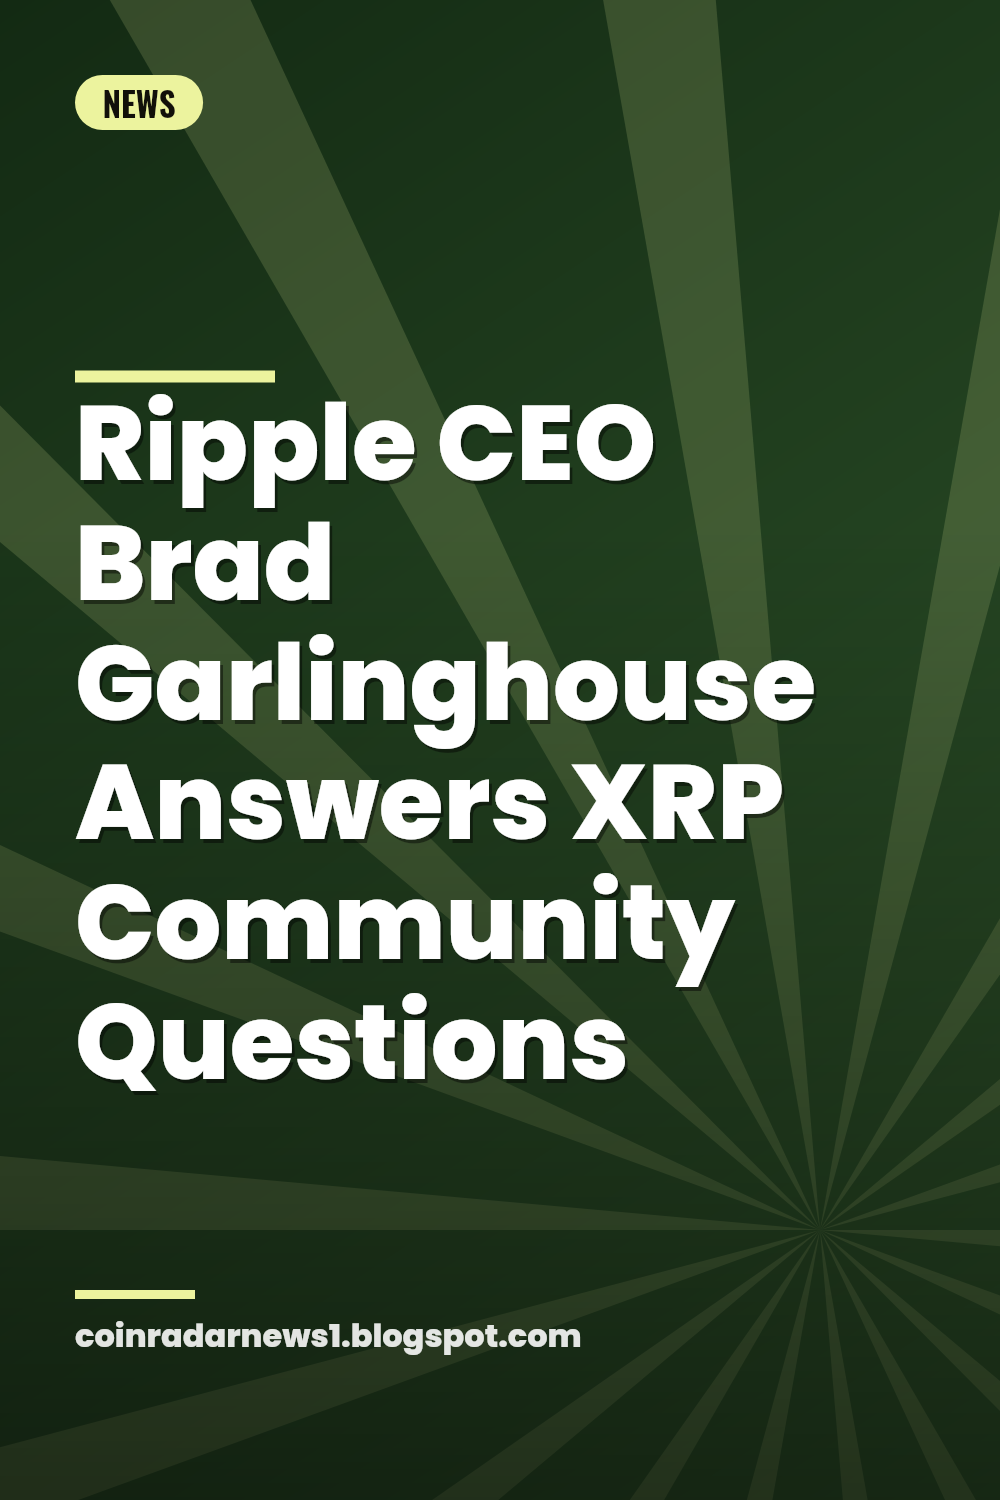 NEWS
Ripple CEO
Brad
Garlinghouse
Answers XRP
Community
Questions
coinradarnews1.blogspot.com